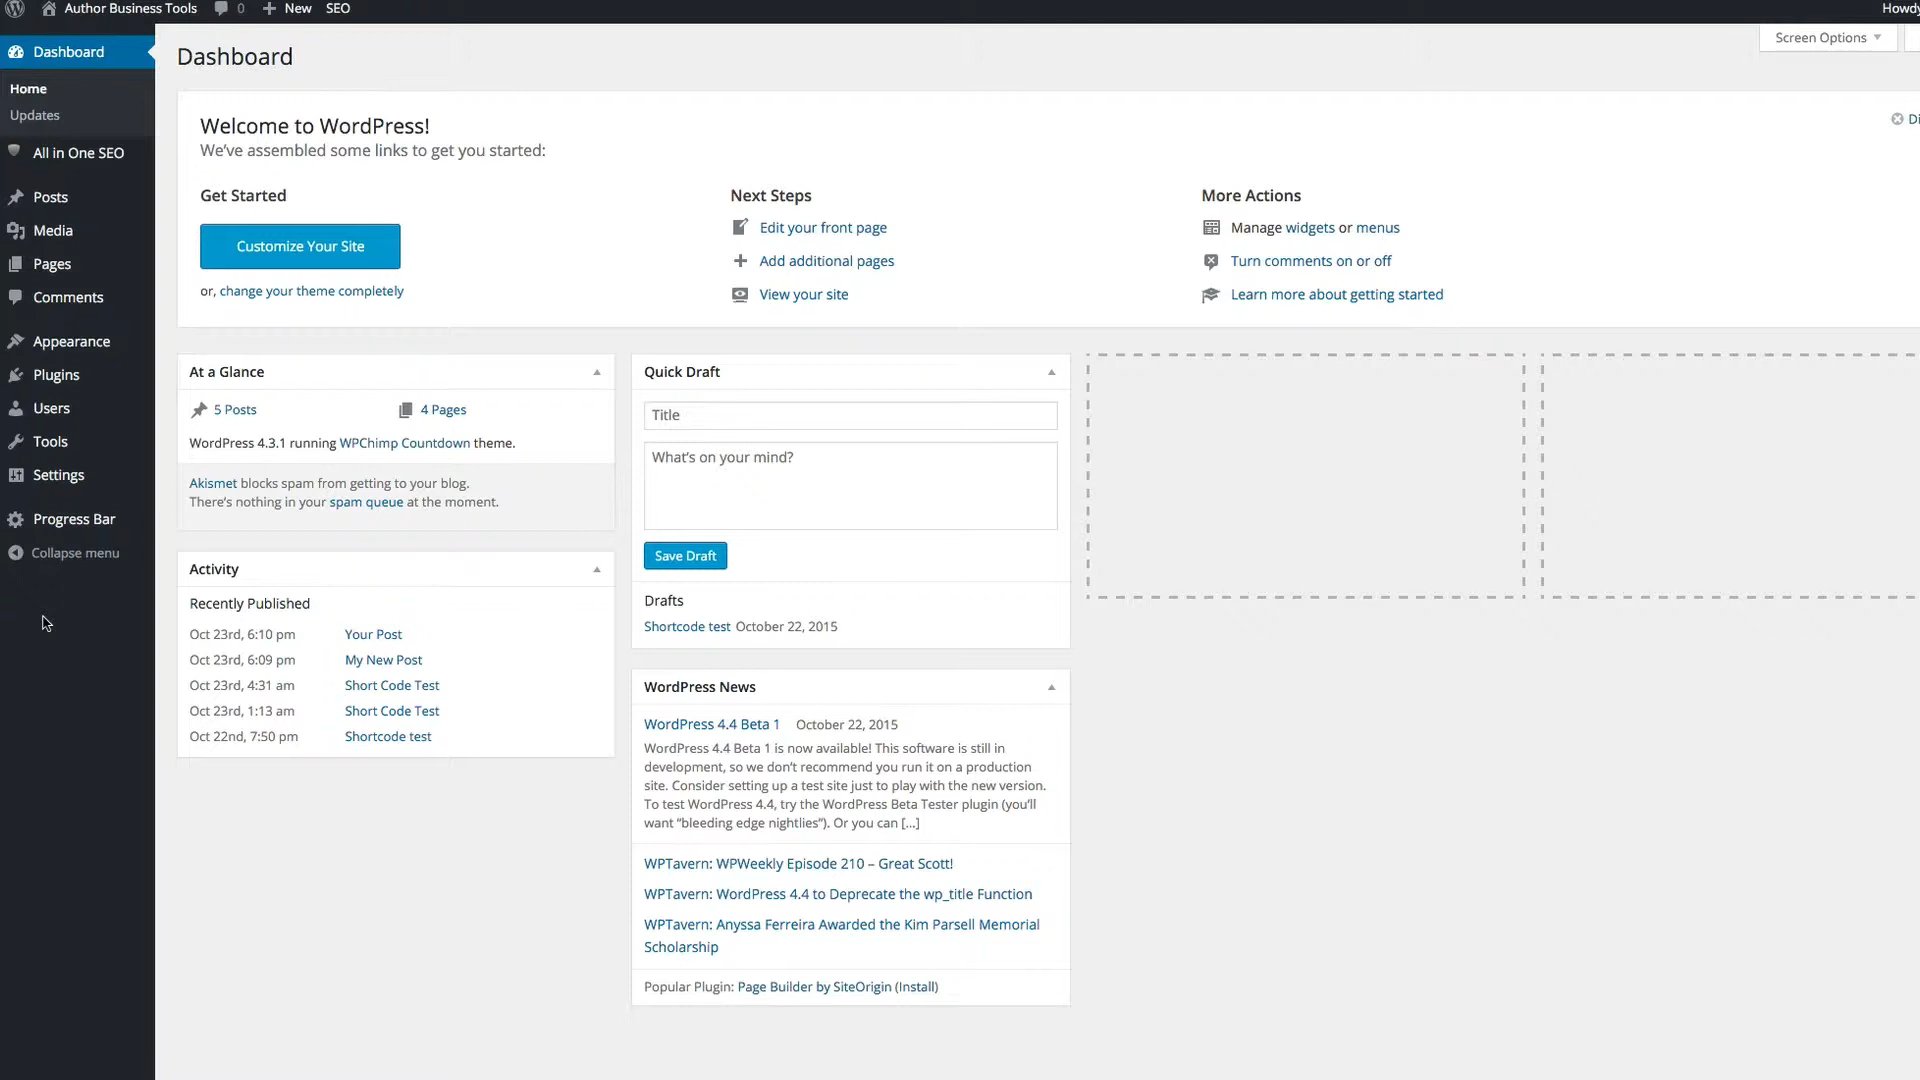 Author Business Tools 0 New SEO Howdy
Dashboard
Home
Updates
All in One SEO
Posts
Media
Pages
Comments
Appearance
Plugins
Users
Tools
Settings
Progress Bar
Collapse menu
Dashboard
Screen Options
Welcome to WordPress!
We've assembled some links to get you started:
Get Started
Customize Your Site
or, change your theme completely
Next Steps
Edit your front page
Add additional pages
View your site
More Actions
Manage widgets or menus
Turn comments on or off
Learn more about getting started
At a Glance
5 Posts 4 Pages
WordPress 4.3.1 running WPChimp Countdown theme.
Akismet blocks spam from getting to your blog.
There's nothing in your spam queue at the moment.
Activity
Recently Published
Oct 23rd, 6:10 pm Your Post
Oct 23rd, 6:09 pm My New Post
Oct 23rd, 4:31 am Short Code Test
Oct 23rd, 1:13 am Short Code Test
Oct 22nd, 7:50 pm Shortcode test
Quick Draft
Title
What's on your mind?
Save Draft
Drafts
Shortcode test October 22, 2015
WordPress News
WordPress 4.4 Beta 1 October 22, 2015
WordPress 4.4 Beta 1 is now available! This software is still in
development, so we don't recommend you run it on a production
site. Consider setting up a test site just to play with the new version.
To test WordPress 4.4, try the WordPress Beta Tester plugin (you'll
want "bleeding edge nightlies"). Or you can [...]
WPTavern: WPWeekly Episode 210 – Great Scott!
WPTavern: WordPress 4.4 to Deprecate the wp_title Function
WPTavern: Anyssa Ferreira Awarded the Kim Parsell Memorial
Scholarship
Popular Plugin: Page Builder by SiteOrigin (Install)